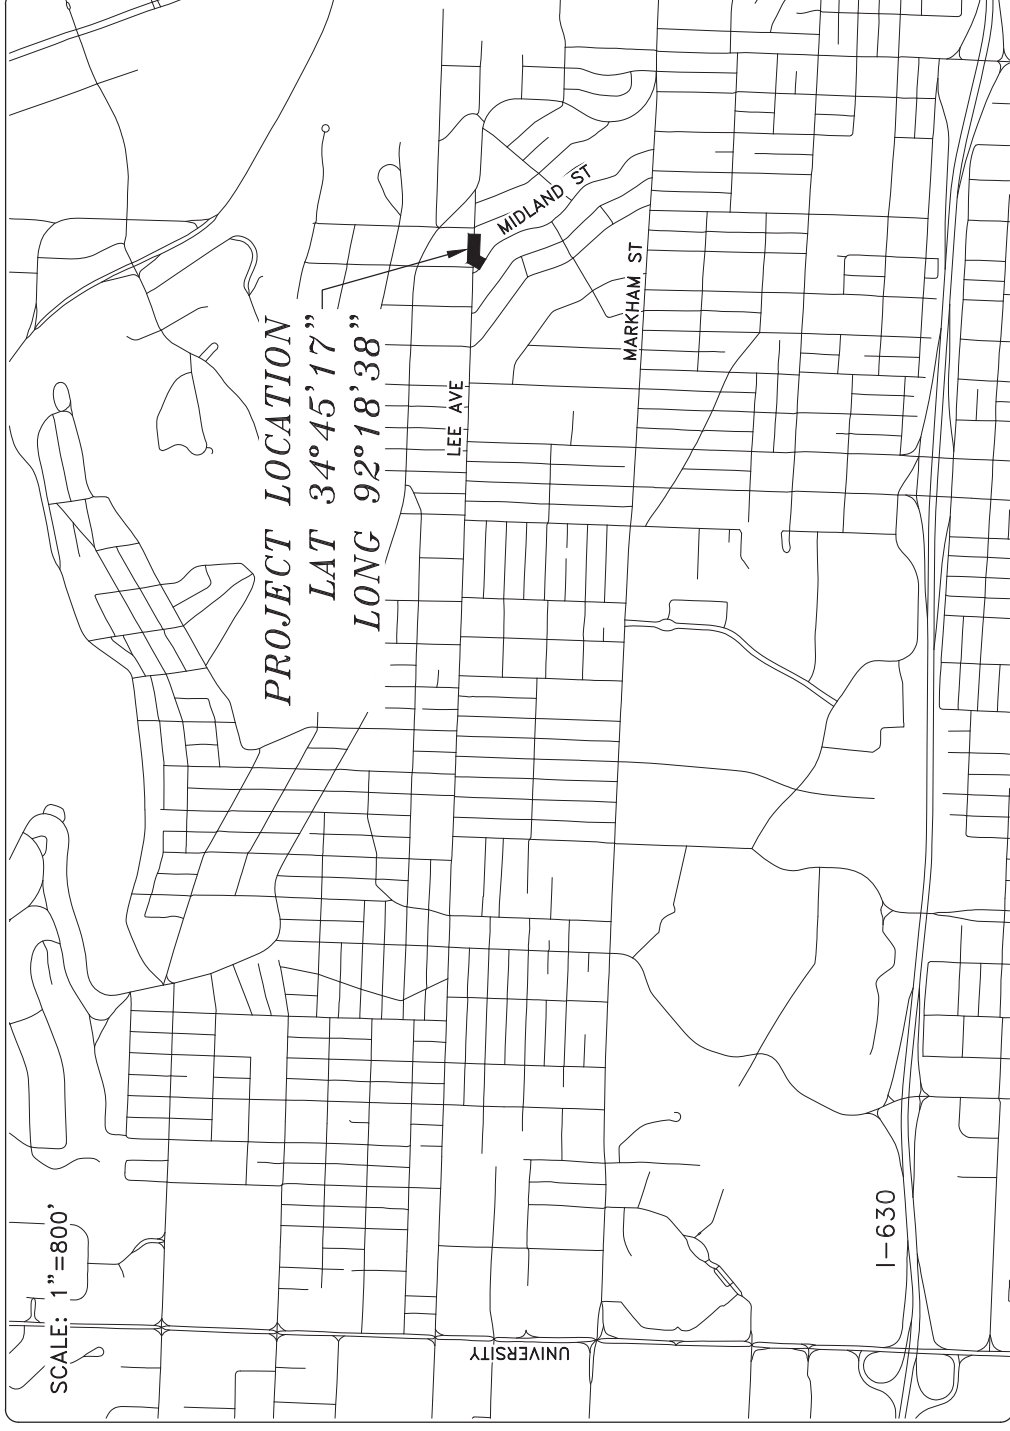 PROJECT LOCATION
LAT 34°45'17"
LONG 92°18'38"
MIDLAND ST
MARKHAM ST
LEE AVE
UNIVERSITY
I-630
SCALE: 1"=800'